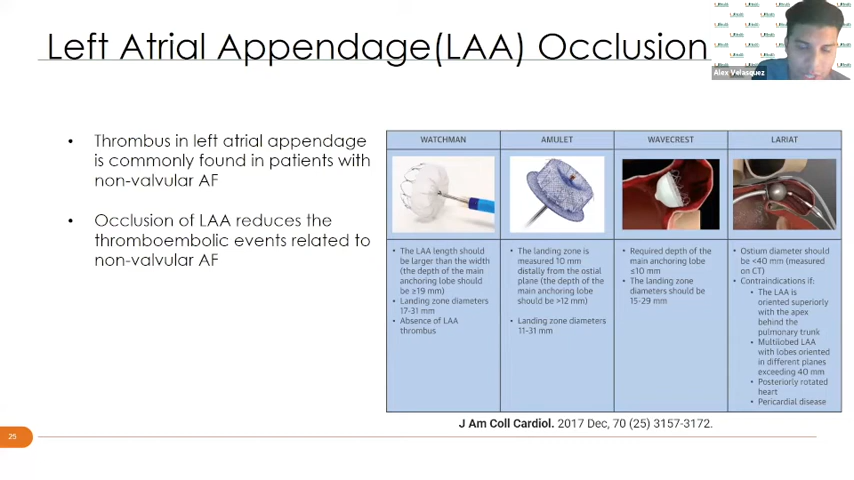 Left Atrial Appendage(LAA) Occlusion
Alex Velasquez
• Thrombus in left atrial appendage
is commonly found in patients with
non-valvular AF
• Occlusion of LAA reduces the
thromboembolic events related to
non-valvular AF
WATCHMAN
• The LAA length should
be larger than the width
(the depth of the main
anchoring lobe should
be ≥19 mm)
• Landing zone diameters
17-31 mm
• Absence of LAA
thrombus
AMULET
• The landing zone is
measured 10 mm
distally from the ostial
plane (the depth of the
main anchoring lobe
should be >12 mm)
• Landing zone diameters
11-31 mm
WAVECREST
• Required depth of the
main anchoring lobe
≤10 mm
• The landing zone
diameters should be
15-29 mm
LARIAT
• Ostium diameter should
be <40 mm (measured
on CT)
• Contraindications if:
• The LAA is
oriented superiorly
with the apex
behind the
pulmonary trunk
• Multilobed LAA
with lobes oriented
in different planes
exceeding 40 mm
• Posteriorly rotated
heart
• Pericardial disease
J Am Coll Cardiol. 2017 Dec, 70 (25) 3157-3172.
25